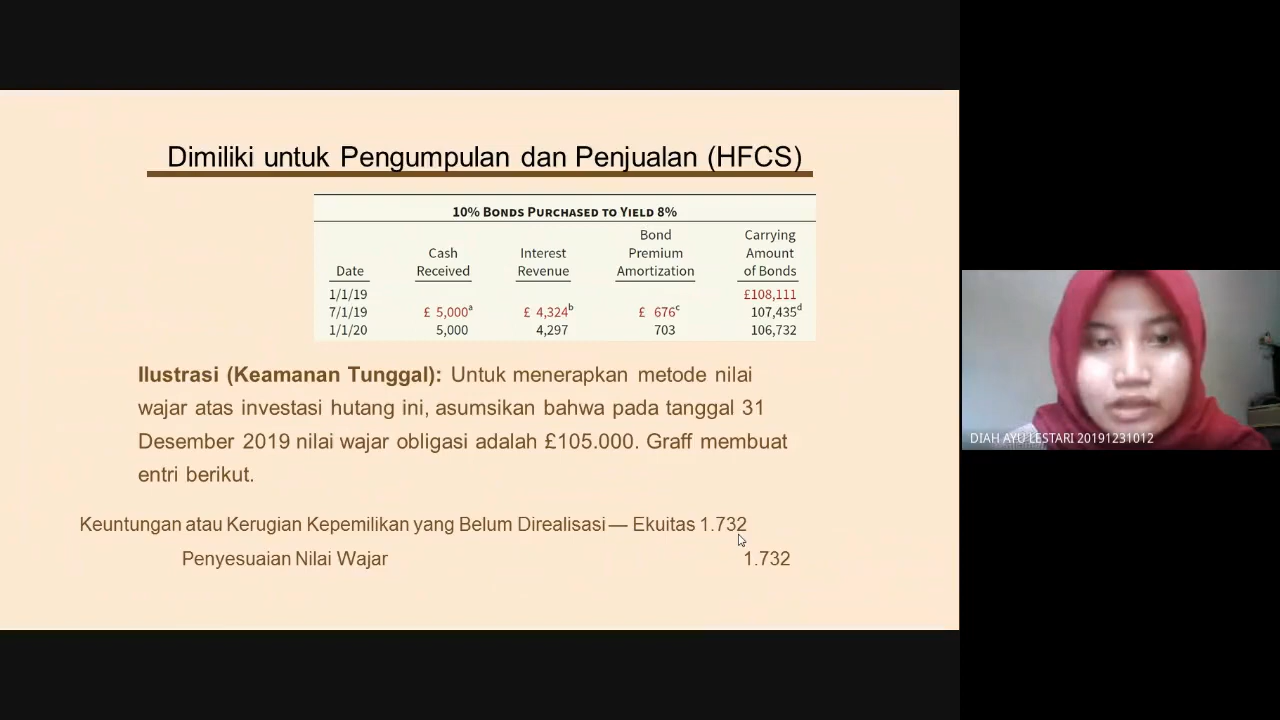 Dimiliki untuk Pengumpulan dan Penjualan (HFCS)
10% BONDS PURCHASED TO YIELD 8%
Date Cash Received Interest Revenue Bond Premium Amortization Carrying Amount of Bonds
1/1/19 £108,111
7/1/19 £ 5,000a £ 4,324b £ 676c 107,435d
1/1/20 5,000 4,297 703 106,732
Ilustrasi (Keamanan Tunggal): Untuk menerapkan metode nilai
wajar atas investasi hutang ini, asumsikan bahwa pada tanggal 31
Desember 2019 nilai wajar obligasi adalah £105.000. Graff membuat
entri berikut.
Keuntungan atau Kerugian Kepemilikan yang Belum Direalisasi — Ekuitas 1.732
Penyesuaian Nilai Wajar 1.732
DIAH AYU LESTARI 20191231012